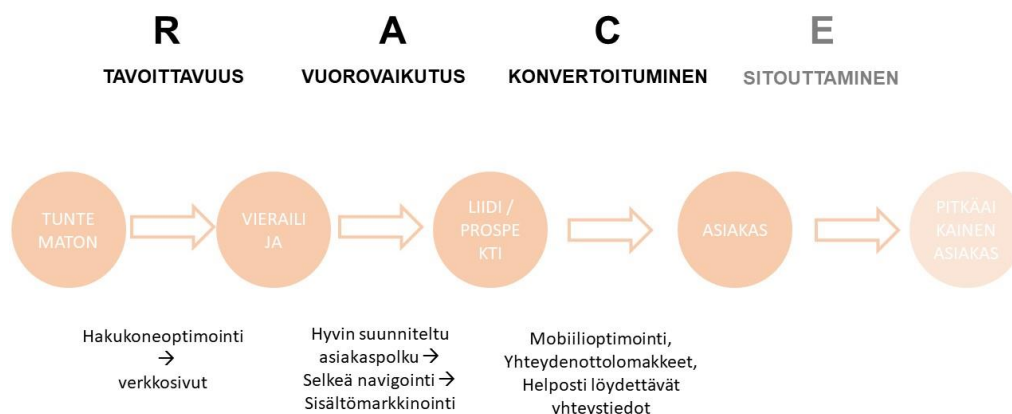 R
A
C
E
TAVOITTAVUUS
VUOROVAIKUTUS
KONVERTOITUMINEN
SITOUTTAMINEN
TUNTE
MATON
VIERAILI
JA
LIIDI /
PROSPE
KTI
ASIAKAS
PITKÄAI
KAINEN
ASIAKAS
Hakukoneoptimointi
→
verkkosivut
Hyvin suunniteltu
asiakaspolku →
Selkeä navigointi →
Sisältömarkkinointi
Mobiilioptimointi,
Yhteydenottolomakkeet,
Helposti löydettävät
yhteystiedot